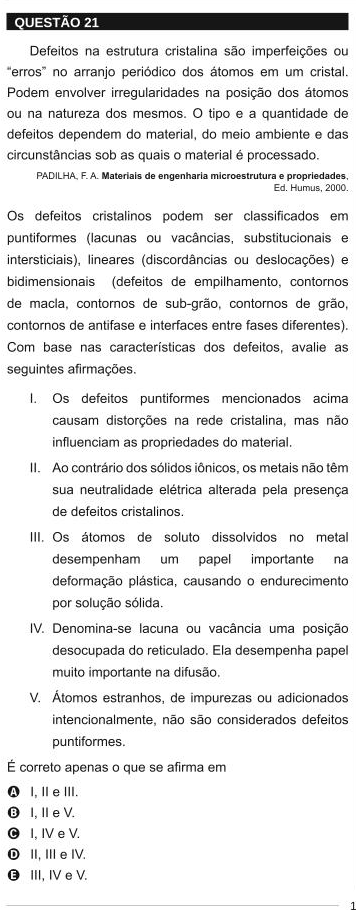 QUESTÃO 21
Defeitos na estrutura cristalina são imperfeições ou
“erros” no arranjo periódico dos átomos em um cristal.
Podem envolver irregularidades na posição dos átomos
ou na natureza dos mesmos. O tipo e a quantidade de
defeitos dependem do material, do meio ambiente e das
circunstâncias sob as quais o material é processado.
PADILHA, F. A. Materiais de engenharia microestrutura e propriedades,
Ed. Humus, 2000.
Os defeitos cristalinos podem ser classificados em
puntiformes (lacunas ou vacâncias, substitucionais e
intersticiais), lineares (discordâncias ou deslocações) e
bidimensionais (defeitos de empilhamento, contornos
de macla, contornos de sub-grão, contornos de grão,
contornos de antifase e interfaces entre fases diferentes).
Com base nas características dos defeitos, avalie as
seguintes afirmações.
I. Os defeitos puntiformes mencionados acima
causam distorções na rede cristalina, mas não
influenciam as propriedades do material.
II. Ao contrário dos sólidos iônicos, os metais não têm
sua neutralidade elétrica alterada pela presença
de defeitos cristalinos.
III. Os átomos de soluto dissolvidos no metal
desempenham um papel importante na
deformação plástica, causando o endurecimento
por solução sólida.
IV. Denomina-se lacuna ou vacância uma posição
desocupada do reticulado. Ela desempenha papel
muito importante na difusão.
V. Átomos estranhos, de impurezas ou adicionados
intencionalmente, não são considerados defeitos
puntiformes.
É correto apenas o que se afirma em
A I, II e III.
B I, II e V.
C I, IV e V.
D II, III e IV.
E III, IV e V.
1